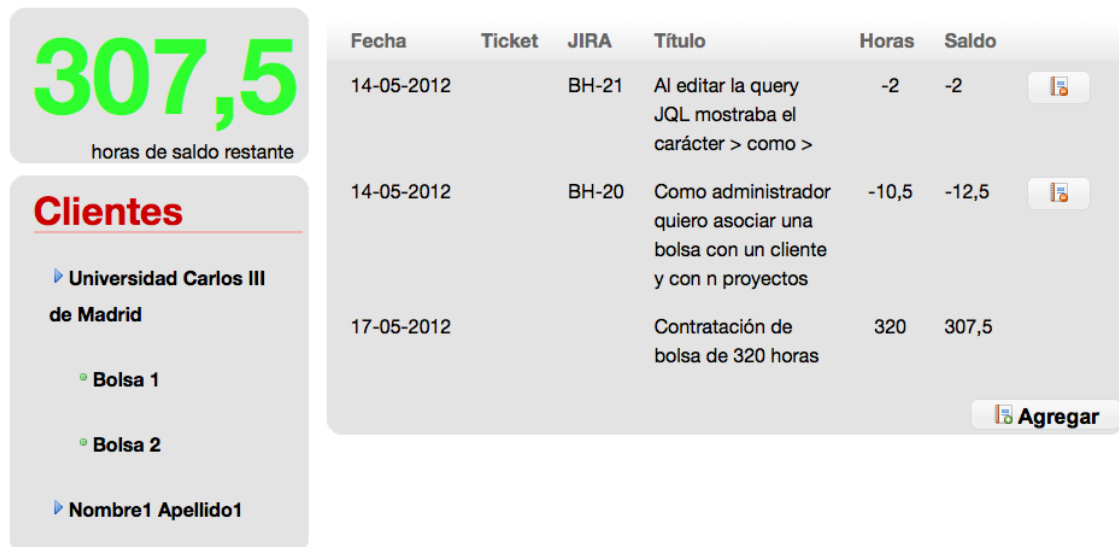 307,5
horas de saldo restante
Clientes
Universidad Carlos III
de Madrid
Bolsa 1
Bolsa 2
Nombre1 Apellido1
Fecha Ticket JIRA Título Horas Saldo
14-05-2012 BH-21 Al editar la query -2 -2
JQL mostraba el
carácter > como >
14-05-2012 BH-20 Como administrador -10,5 -12,5
quiero asociar una
bolsa con un cliente
y con n proyectos
17-05-2012 Contratación de 320 307,5
bolsa de 320 horas
Agregar